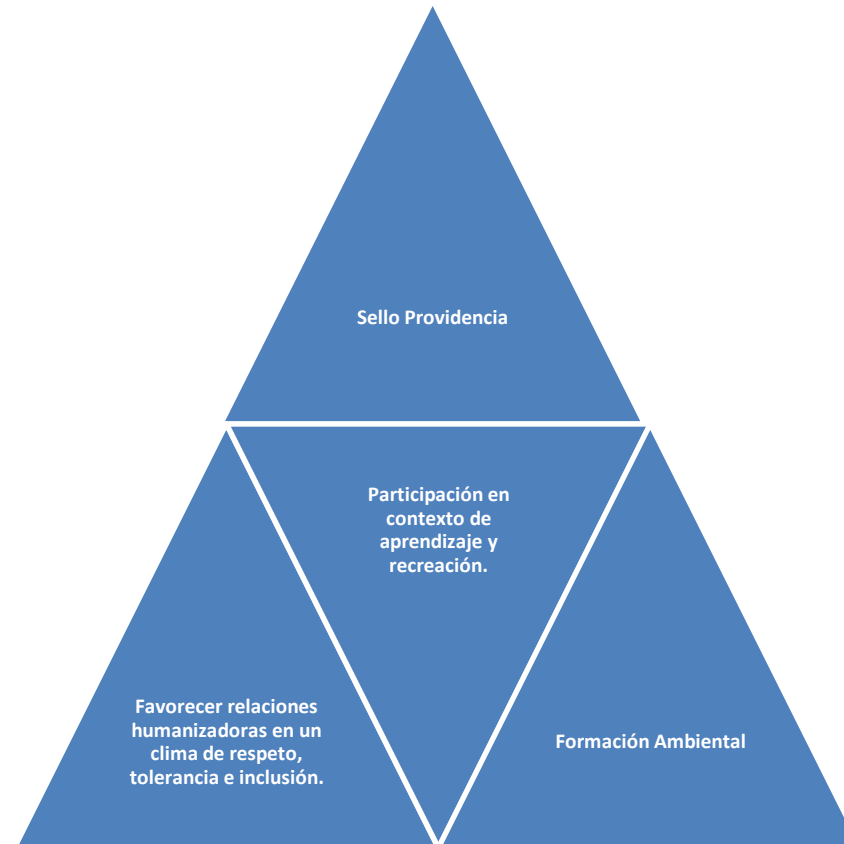 Sello Providencia
Participación en
contexto de
aprendizaje y
recreación.
Favorecer relaciones
humanizadoras en un
clima de respeto,
tolerancia e inclusión.
Formación Ambiental